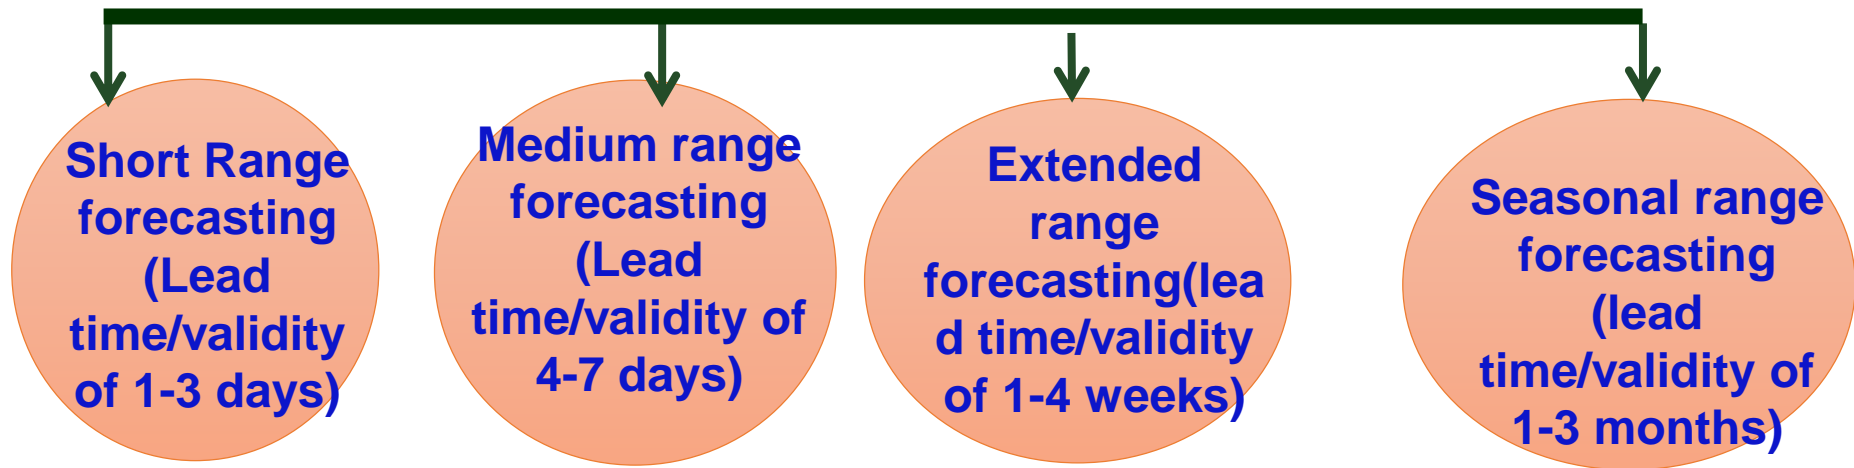 Short Range
forecasting
(Lead
time/validity
of 1-3 days)
Medium range
forecasting
(Lead
time/validity of
4-7 days)
Extended
range
forecasting(lea
d time/validity
of 1-4 weeks)
Seasonal range
forecasting
(lead
time/validity of
1-3 months)